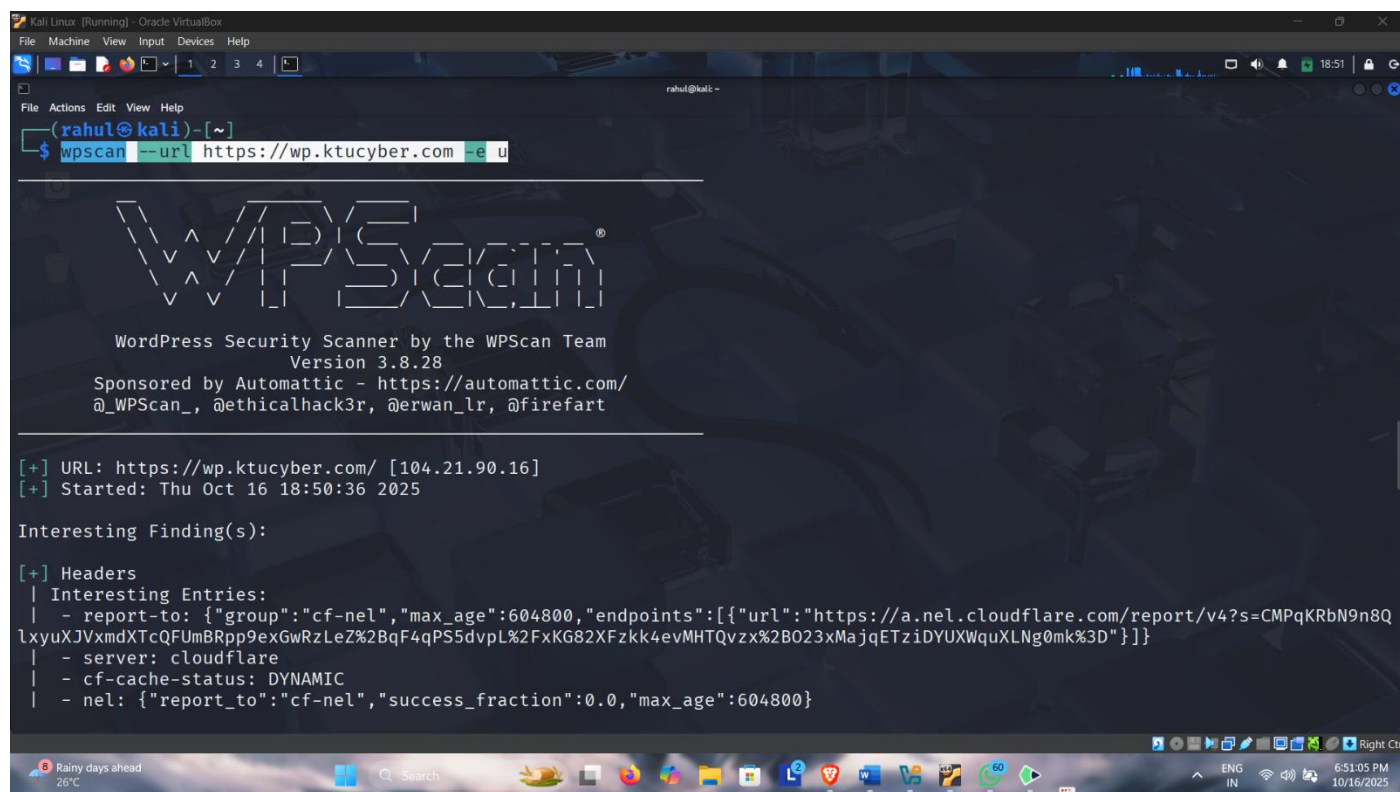 Kali Linux [Running] - Oracle VirtualBox
File Machine View Input Devices Help
1 2 3 4
18:51
rahul@kali: ~
File Actions Edit View Help
(rahul㉿kali)-[~]
$ wpscan --url https://wp.ktucyber.com -e u
WPScan ®
WordPress Security Scanner by the WPScan Team
Version 3.8.28
Sponsored by Automattic - https://automattic.com/
@_WPScan_, @ethicalhack3r, @erwan_lr, @firefart
[+] URL: https://wp.ktucyber.com/ [104.21.90.16]
[+] Started: Thu Oct 16 18:50:36 2025
Interesting Finding(s):
[+] Headers
| Interesting Entries:
| - report-to: {"group":"cf-nel","max_age":604800,"endpoints":[{"url":"https://a.nel.cloudflare.com/report/v4?s=CMPqKRbN9n8Q
lxyuXJVxmdXTcQFUmBRpp9exGwRzLeZ%2BqF4qPS5dvpL%2FxKG82XFzkk4evMHTQvzx%2BO23xMajqETziDYUXWquXLNg0mk%3D"}]}
| - server: cloudflare
| - cf-cache-status: DYNAMIC
| - nel: {"report_to":"cf-nel","success_fraction":0.0,"max_age":604800}
Right Ctr
8
Rainy days ahead
26°C
Search
2
60
ENG
IN
6:51:05 PM
10/16/2025